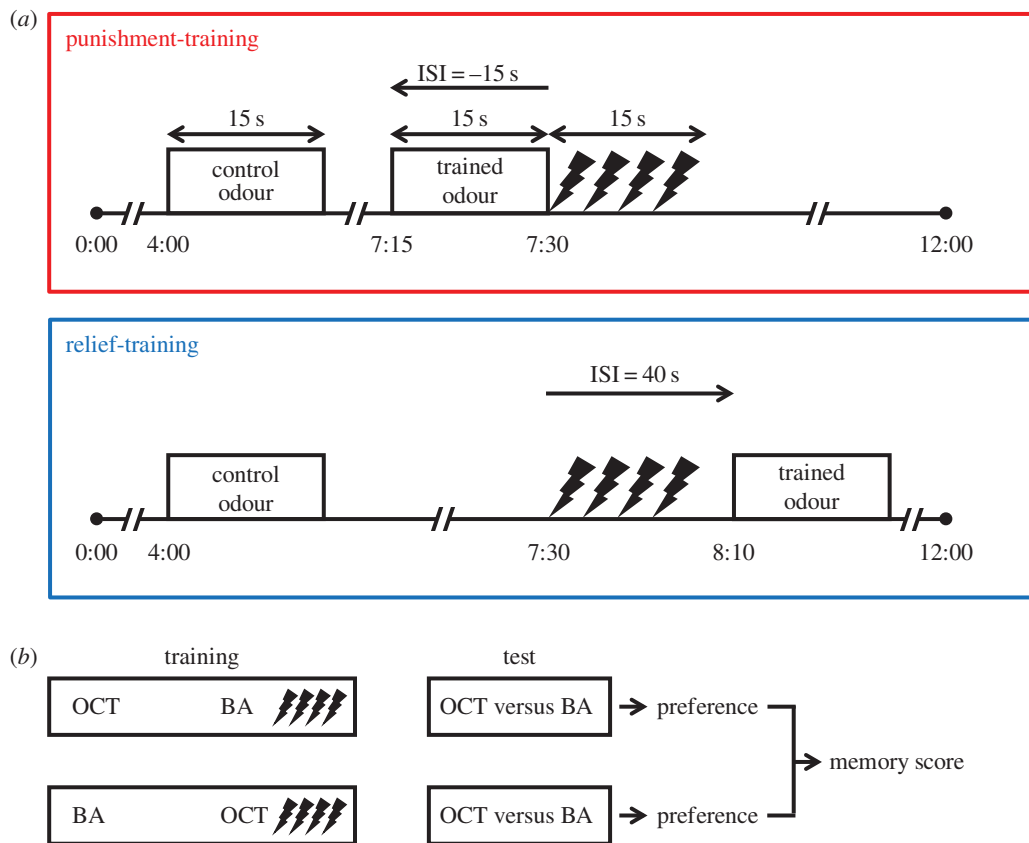 (a)
punishment-training
ISI = –15 s
15 s 15 s 15 s
control
odour
trained
odour
0:00 4:00 7:15 7:30 12:00
relief-training
ISI = 40 s
control
odour
trained
odour
0:00 4:00 7:30 8:10 12:00
(b)
training test
OCT BA OCT versus BA preference
memory score
BA OCT OCT versus BA preference